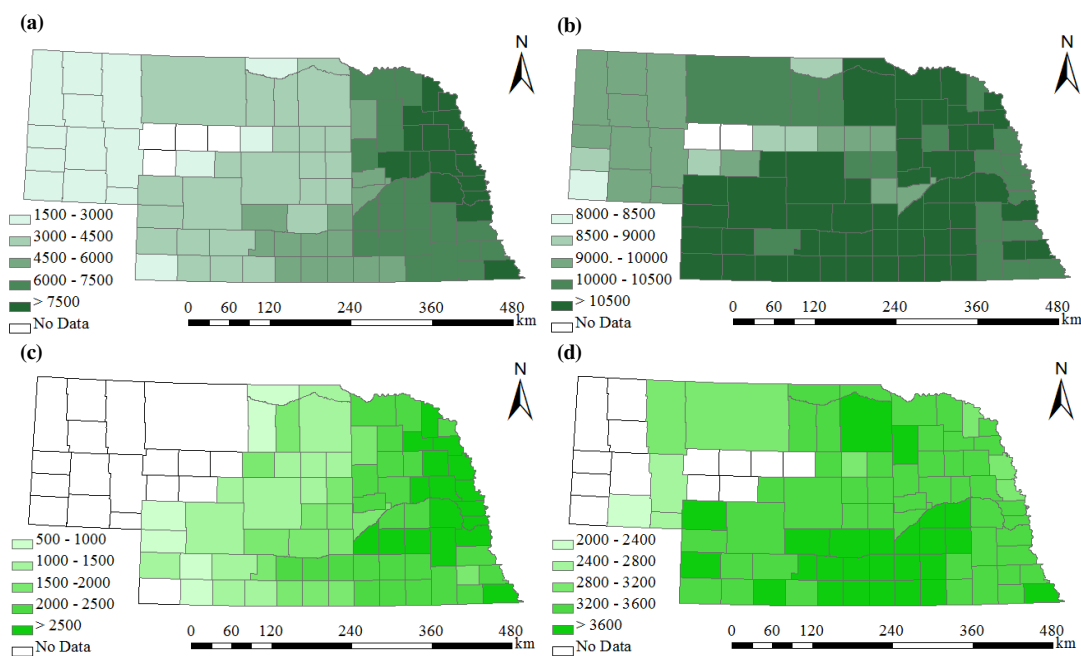 (a)
N
1500 - 3000
3000 - 4500
4500 - 6000
6000 - 7500
> 7500
No Data
0 60 120 240 360 480
km
(b)
N
8000 - 8500
8500 - 9000
9000. - 10000
10000 - 10500
> 10500
No Data
0 60 120 240 360 480
km
(c)
N
500 - 1000
1000 - 1500
1500 -2000
2000 - 2500
> 2500
No Data
0 60 120 240 360 480
km
(d)
N
2000 - 2400
2400 - 2800
2800 - 3200
3200 - 3600
> 3600
No Data
0 60 120 240 360 480
km